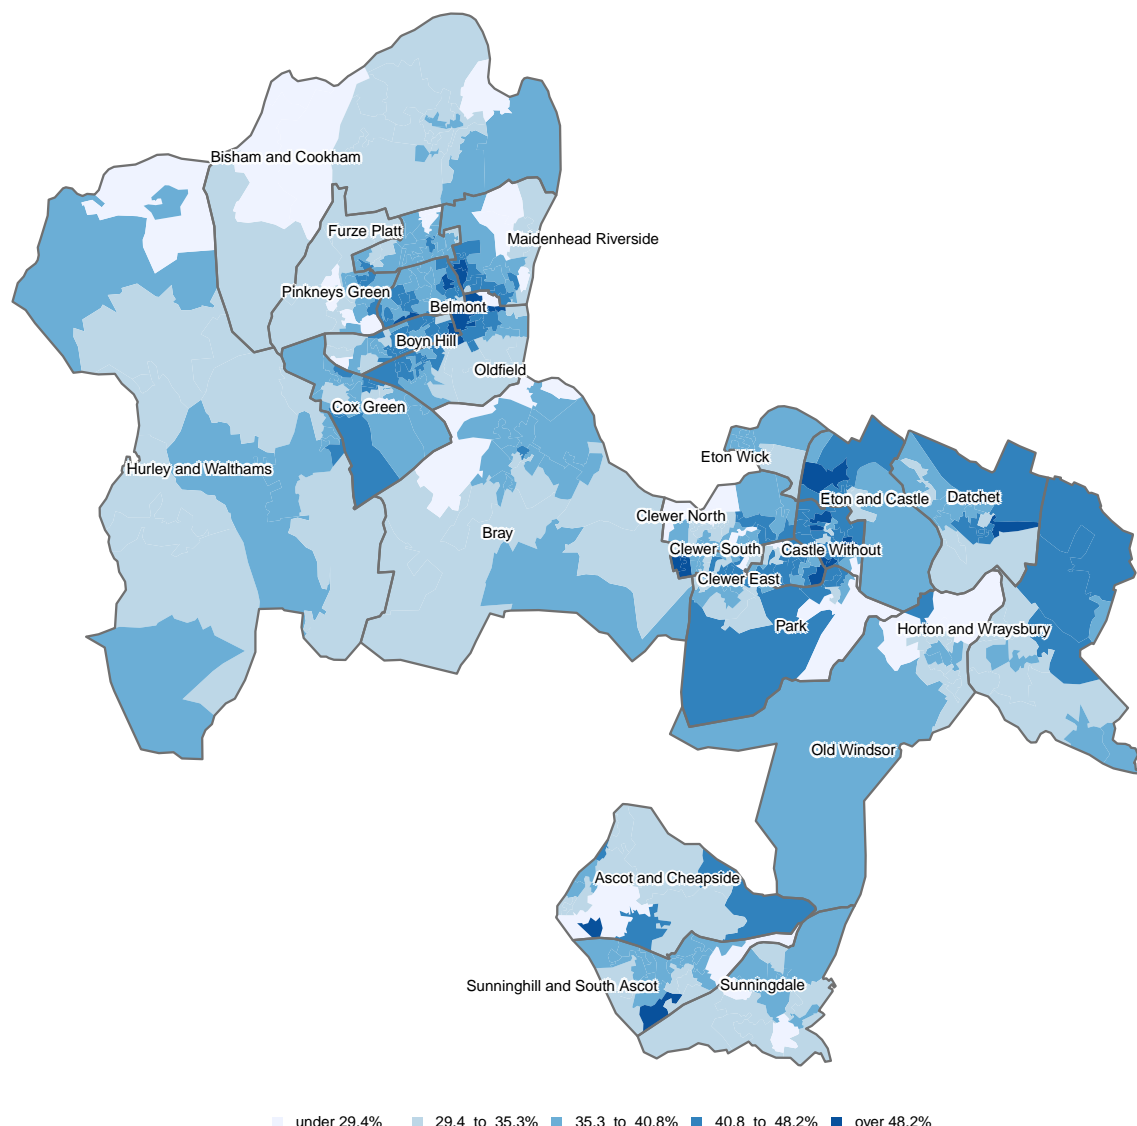 Bisham and Cookham
Furze Platt
Maidenhead Riverside
Pinkneys Green
Belmont
Boyn Hill
Oldfield
Cox Green
Eton Wick
Hurley and Walthams
Eton and Castle
Datchet
Clewer North
Bray
Clewer South
Castle Without
Clewer East
Park
Horton and Wraysbury
Old Windsor
Ascot and Cheapside
Sunninghill and South Ascot
Sunningdale
under 29.4% 29.4 to 35.3% 35.3 to 40.8% 40.8 to 48.2% over 48.2%